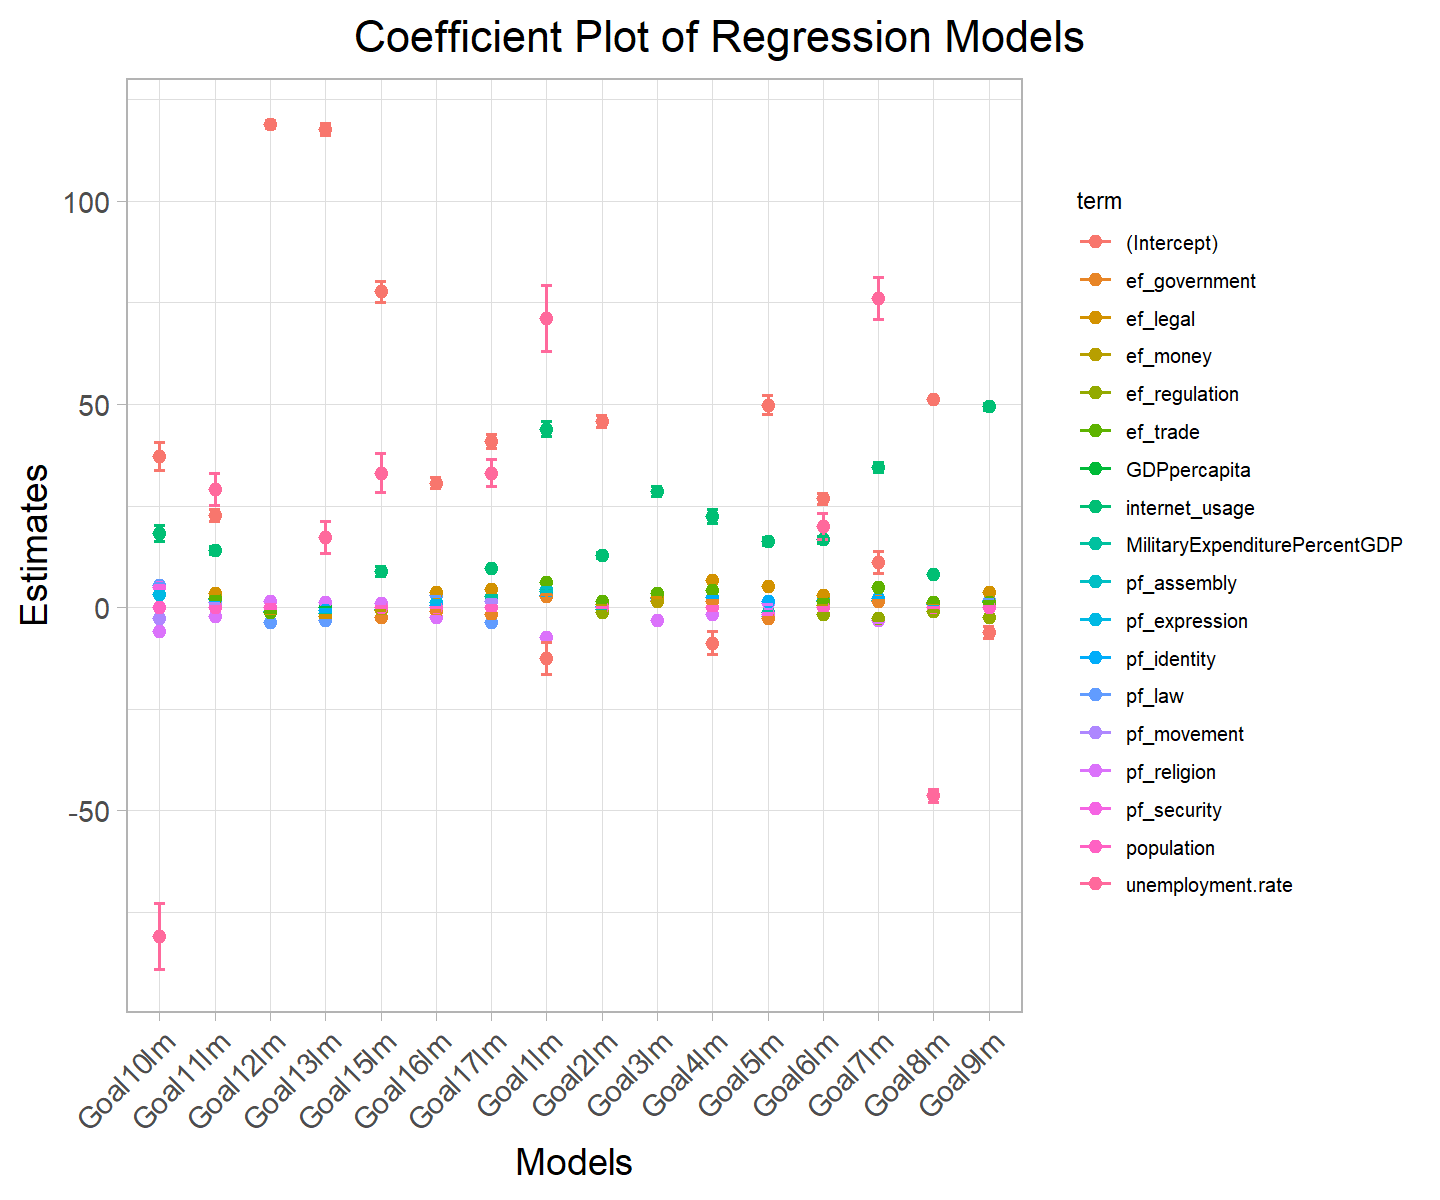 Coefficient Plot of Regression Models
Estimates
100
50
0
-50
Goal10lm
Goal11lm
Goal12lm
Goal13lm
Goal15lm
Goal16lm
Goal17lm
Goal1lm
Goal2lm
Goal3lm
Goal4lm
Goal5lm
Goal6lm
Goal7lm
Goal8lm
Goal9lm
Models
term
(Intercept)
ef_government
ef_legal
ef_money
ef_regulation
ef_trade
GDPpercapita
internet_usage
MilitaryExpenditurePercentGDP
pf_assembly
pf_expression
pf_identity
pf_law
pf_movement
pf_religion
pf_security
population
unemployment.rate